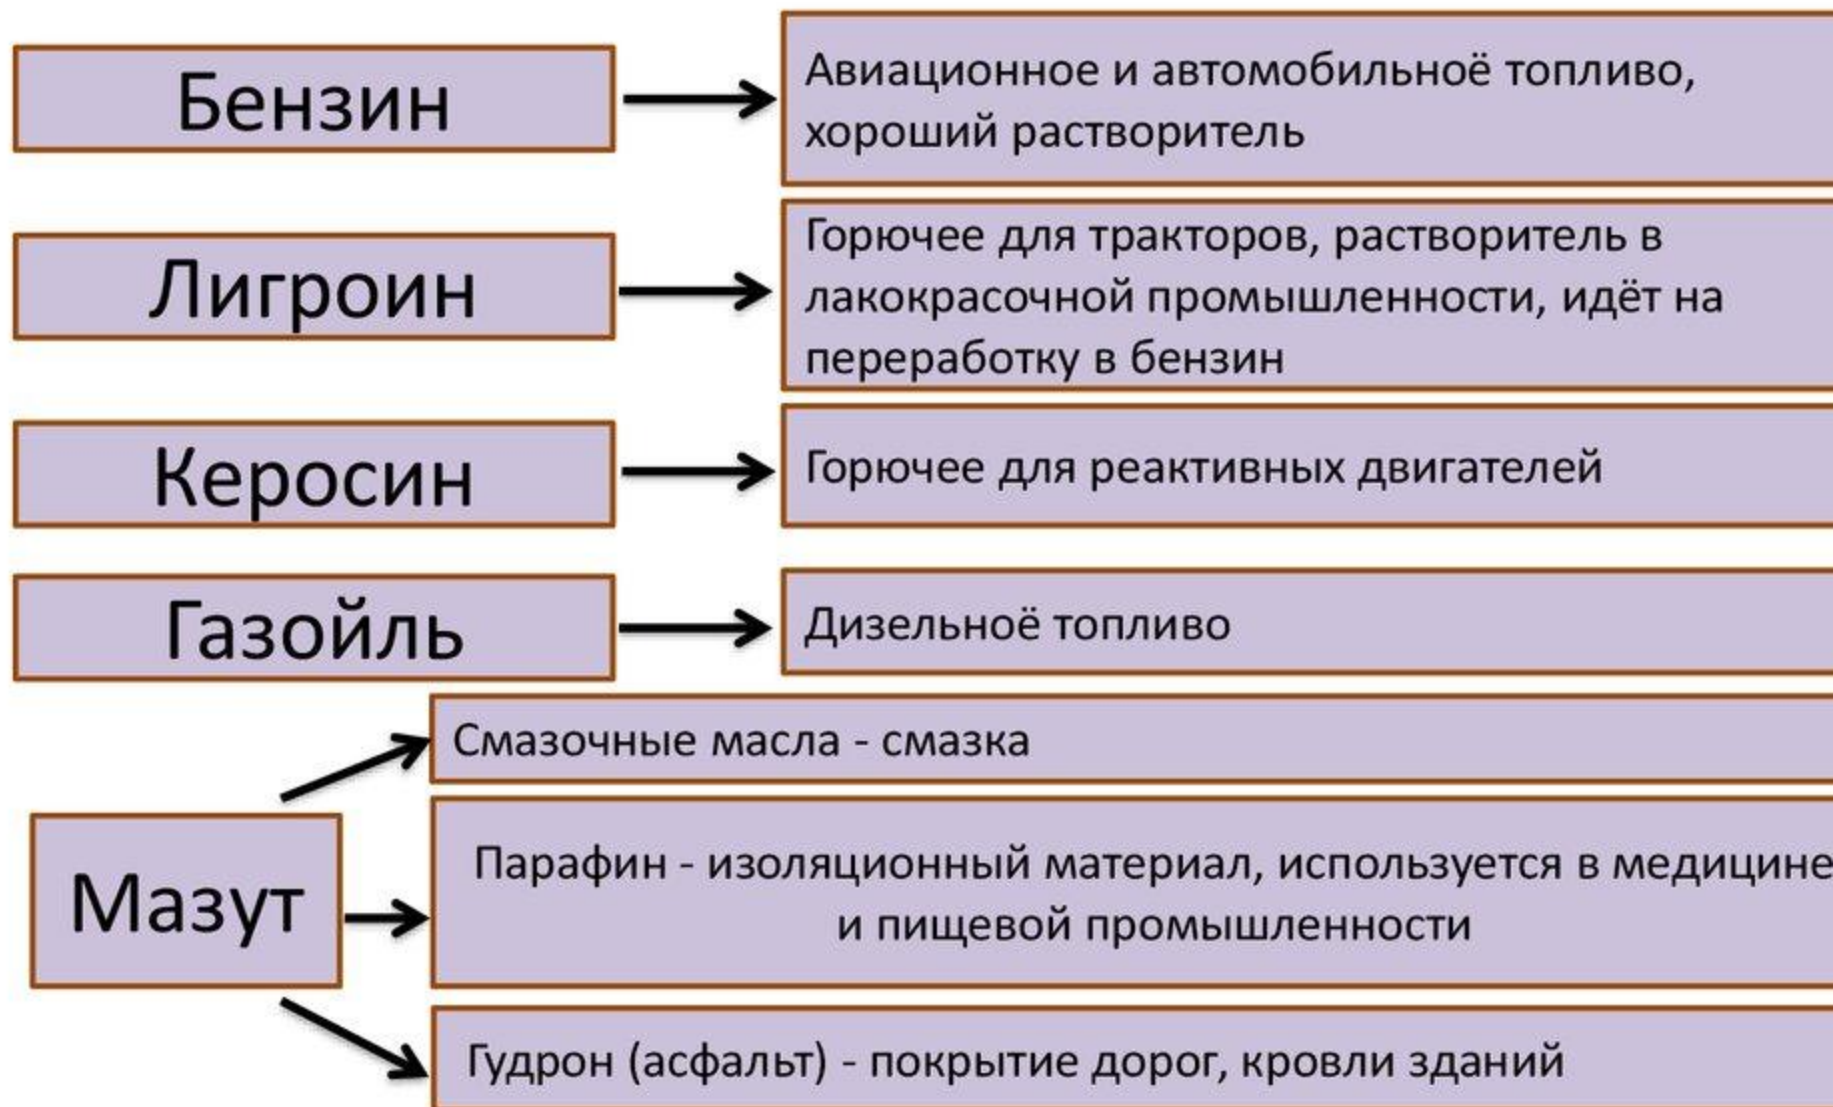 Бензин
Авиационное и автомобильноё топливо,
хороший растворитель
Лигроин
Горючее для тракторов, растворитель в
лакокрасочной промышленности, идёт на
переработку в бензин
Керосин
Горючее для реактивных двигателей
Газойль
Дизельноё топливо
Мазут
Смазочные масла - смазка
Парафин - изоляционный материал, используется в медицине
и пищевой промышленности
Гудрон (асфальт) - покрытие дорог, кровли зданий